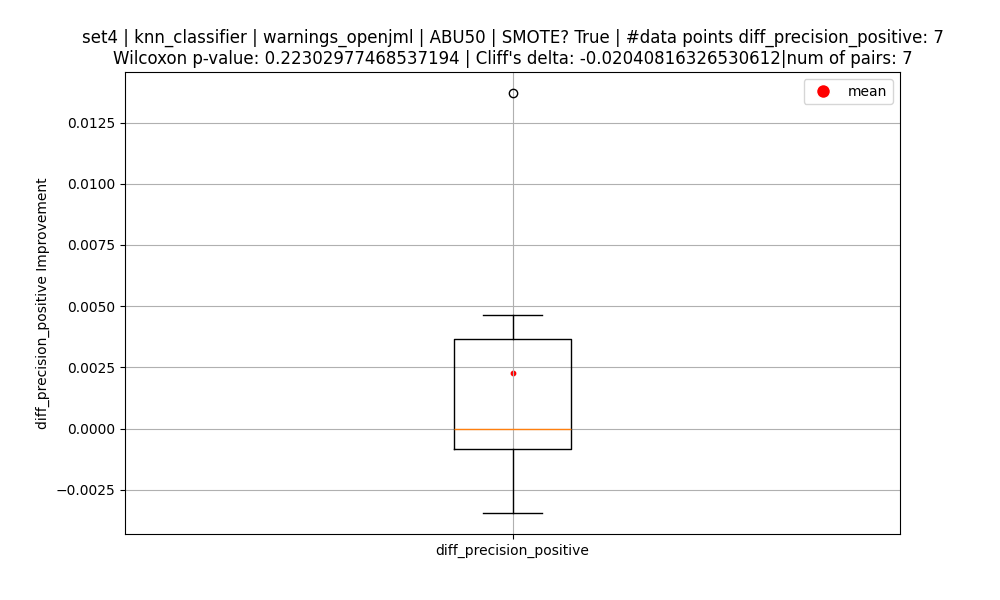 set4 | knn_classifier | warnings_openjml | ABU50 | SMOTE? True | #data points diff_precision_positive: 7
Wilcoxon p-value: 0.22302977468537194 | Cliff's delta: -0.02040816326530612|num of pairs: 7
mean
0.0125
0.0100
0.0075
0.0050
0.0025
0.0000
−0.0025
diff_precision_positive Improvement
diff_precision_positive